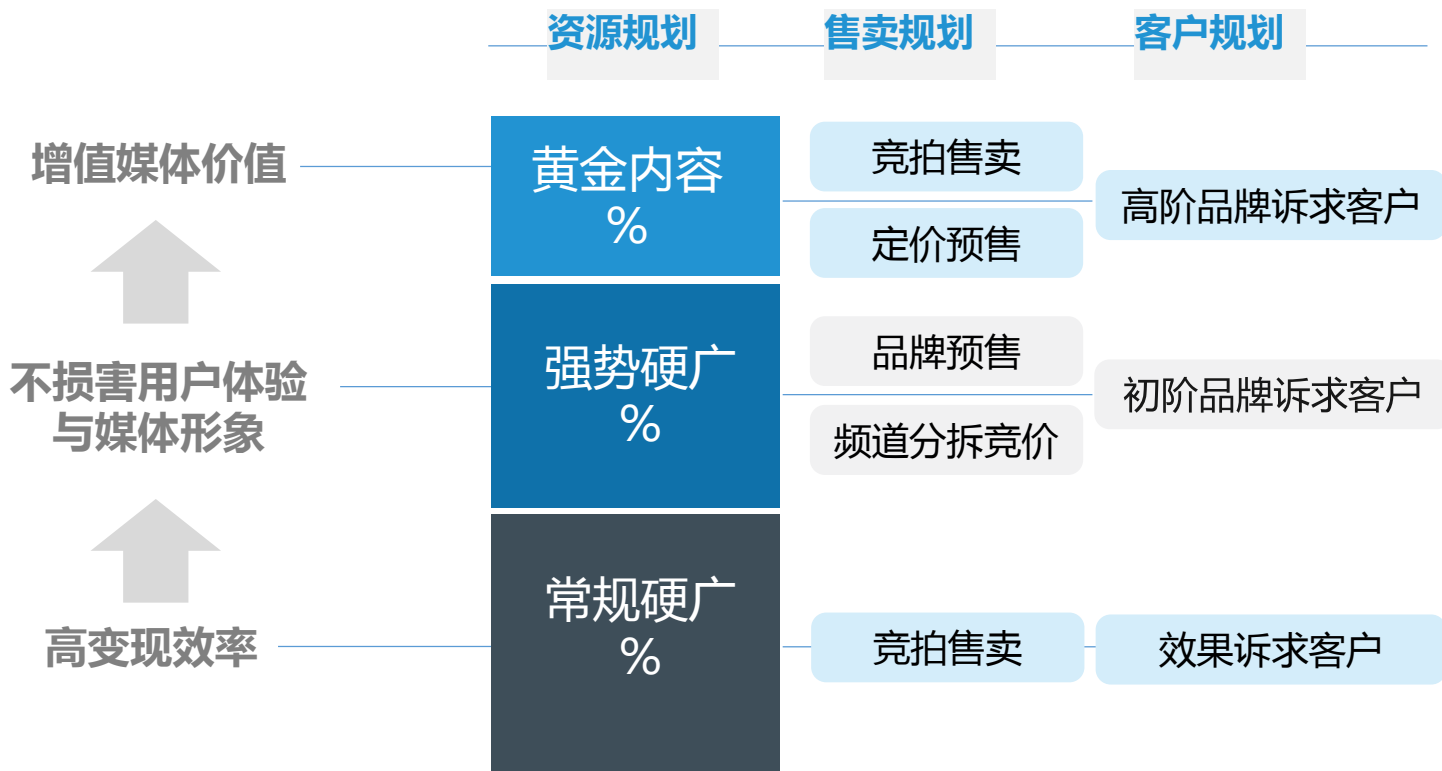 资源规划
售卖规划
客户规划
增值媒体价值
黄金内容
%
竞拍售卖
定价预售
高阶品牌诉求客户
不损害用户体验
与媒体形象
强势硬广
%
品牌预售
频道分拆竞价
初阶品牌诉求客户
高变现效率
常规硬广
%
竞拍售卖
效果诉求客户